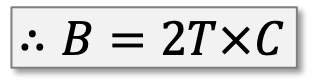 ∴ B = 2T×C